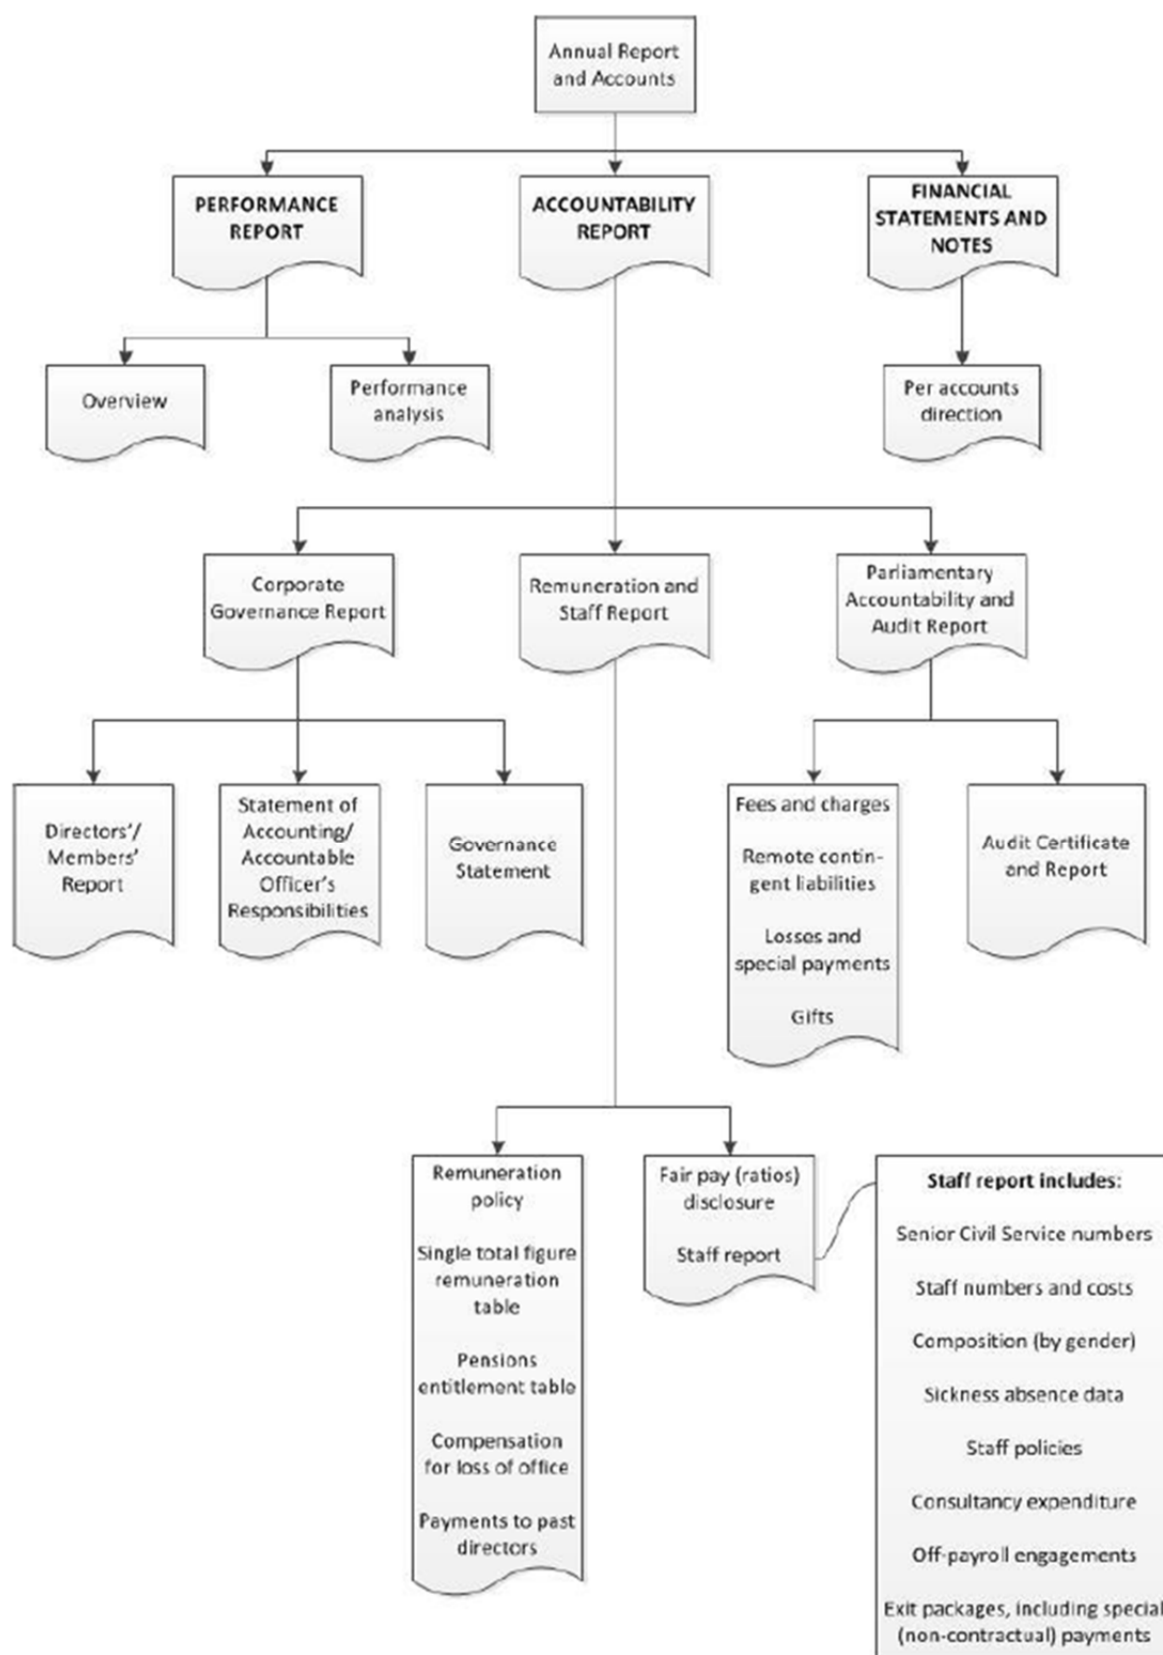 Annual Report
and Accounts
PERFORMANCE
REPORT
ACCOUNTABILITY
REPORT
FINANCIAL
STATEMENTS AND
NOTES
Overview
Performance
analysis
Per accounts
direction
Corporate
Governance Report
Remuneration and
Staff Report
Parliamentary
Accountability and
Audit Report
Directors’/
Members’
Report
Statement of
Accounting/
Accountable
Officer’s
Responsibilities
Governance
Statement
Fees and charges
Remote contin-
gent liabilities
Losses and
special payments
Gifts
Audit Certificate
and Report
Remuneration
policy
Single total figure
remuneration
table
Pensions
entitlement table
Compensation
for loss of office
Payments to past
directors
Fair pay (ratios)
disclosure
Staff report
Staff report includes:
Senior Civil Service numbers
Staff numbers and costs
Composition (by gender)
Sickness absence data
Staff policies
Consultancy expenditure
Off-payroll engagements
Exit packages, including special
(non-contractual) payments